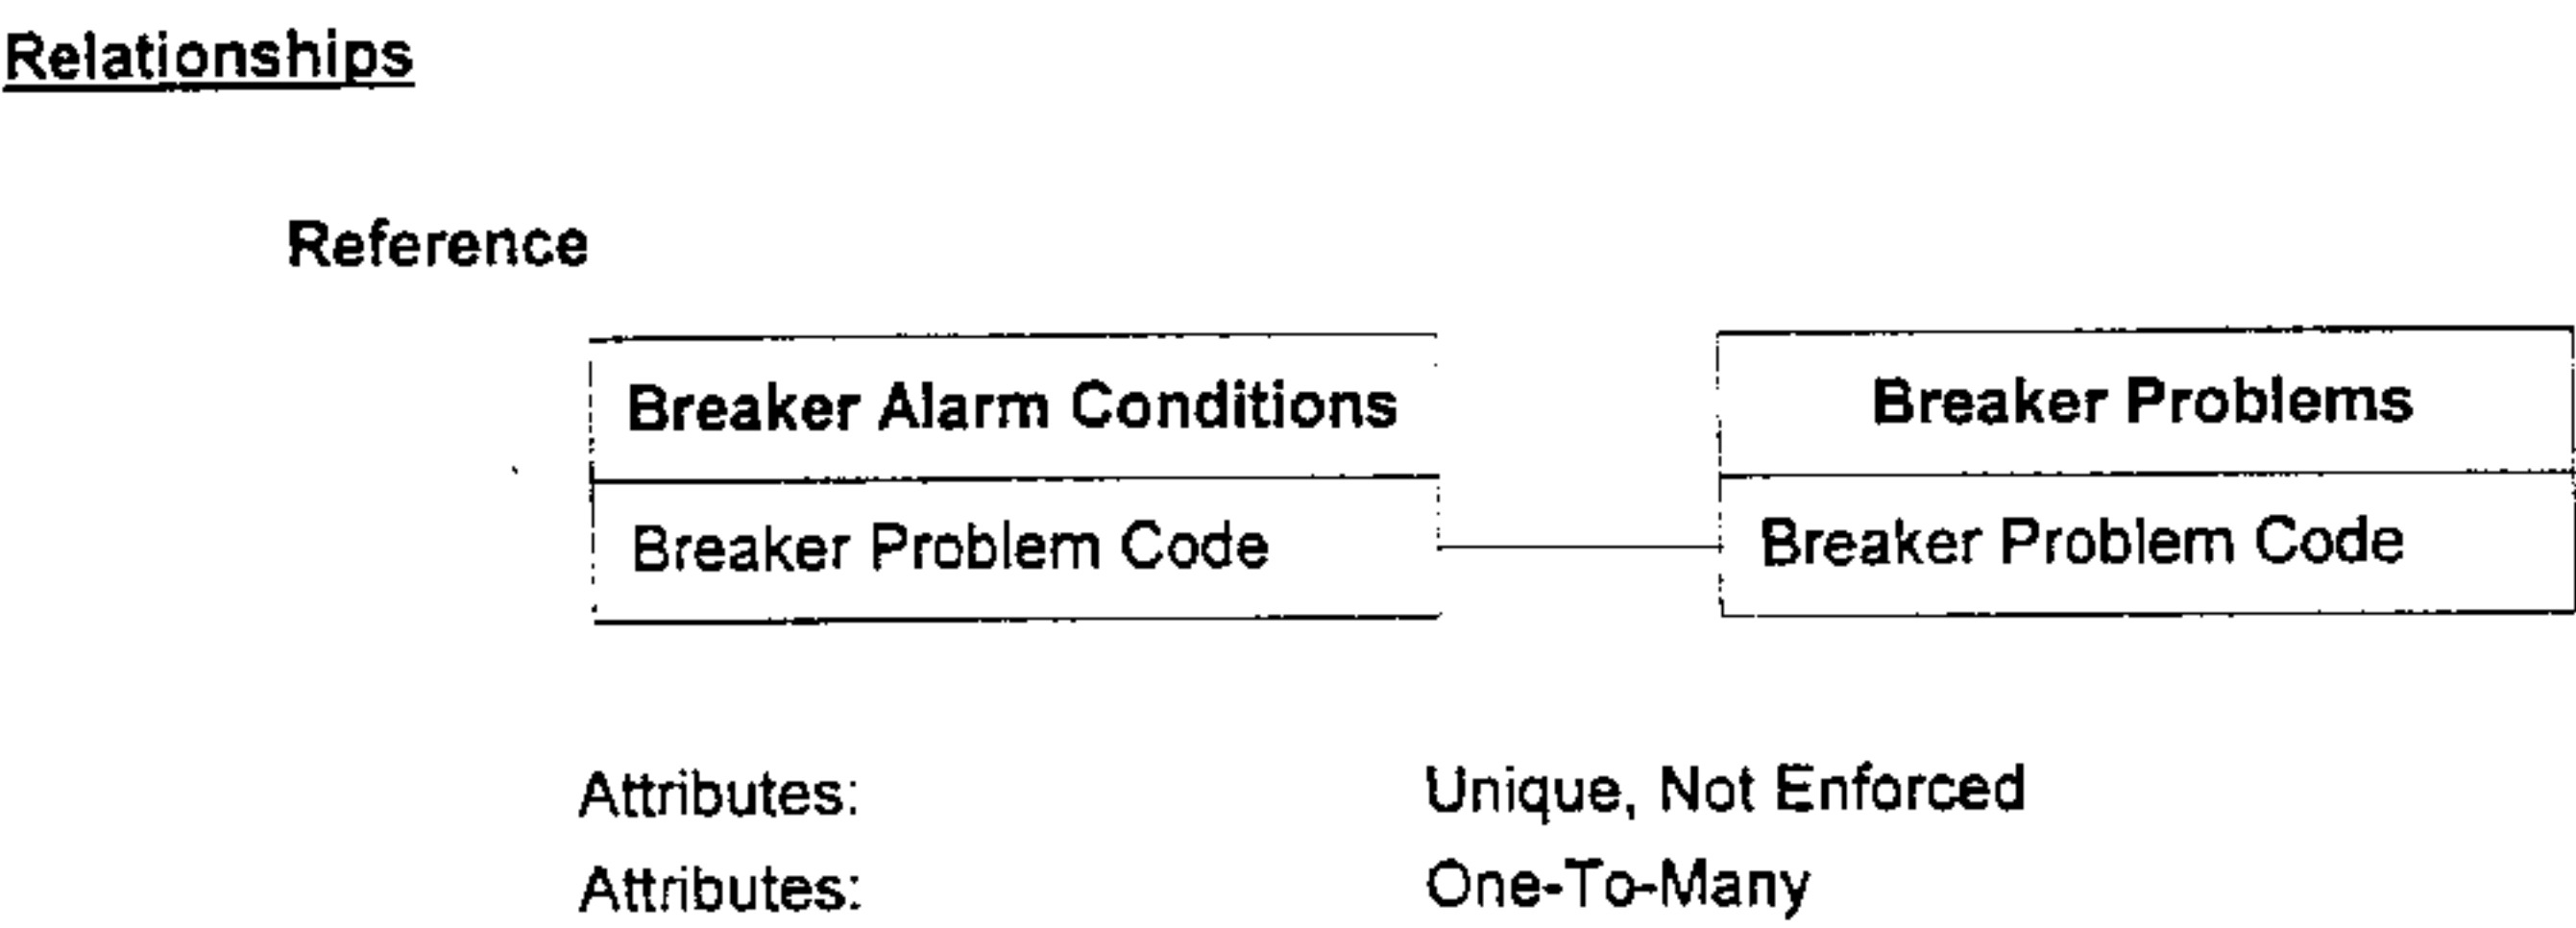 Relationships
Reference
Breaker Alarm Conditions Breaker Problems
Breaker Problem Code Breaker Problem Code
Attributes: Unique, Not Enforced
Attributes: One-To-Many